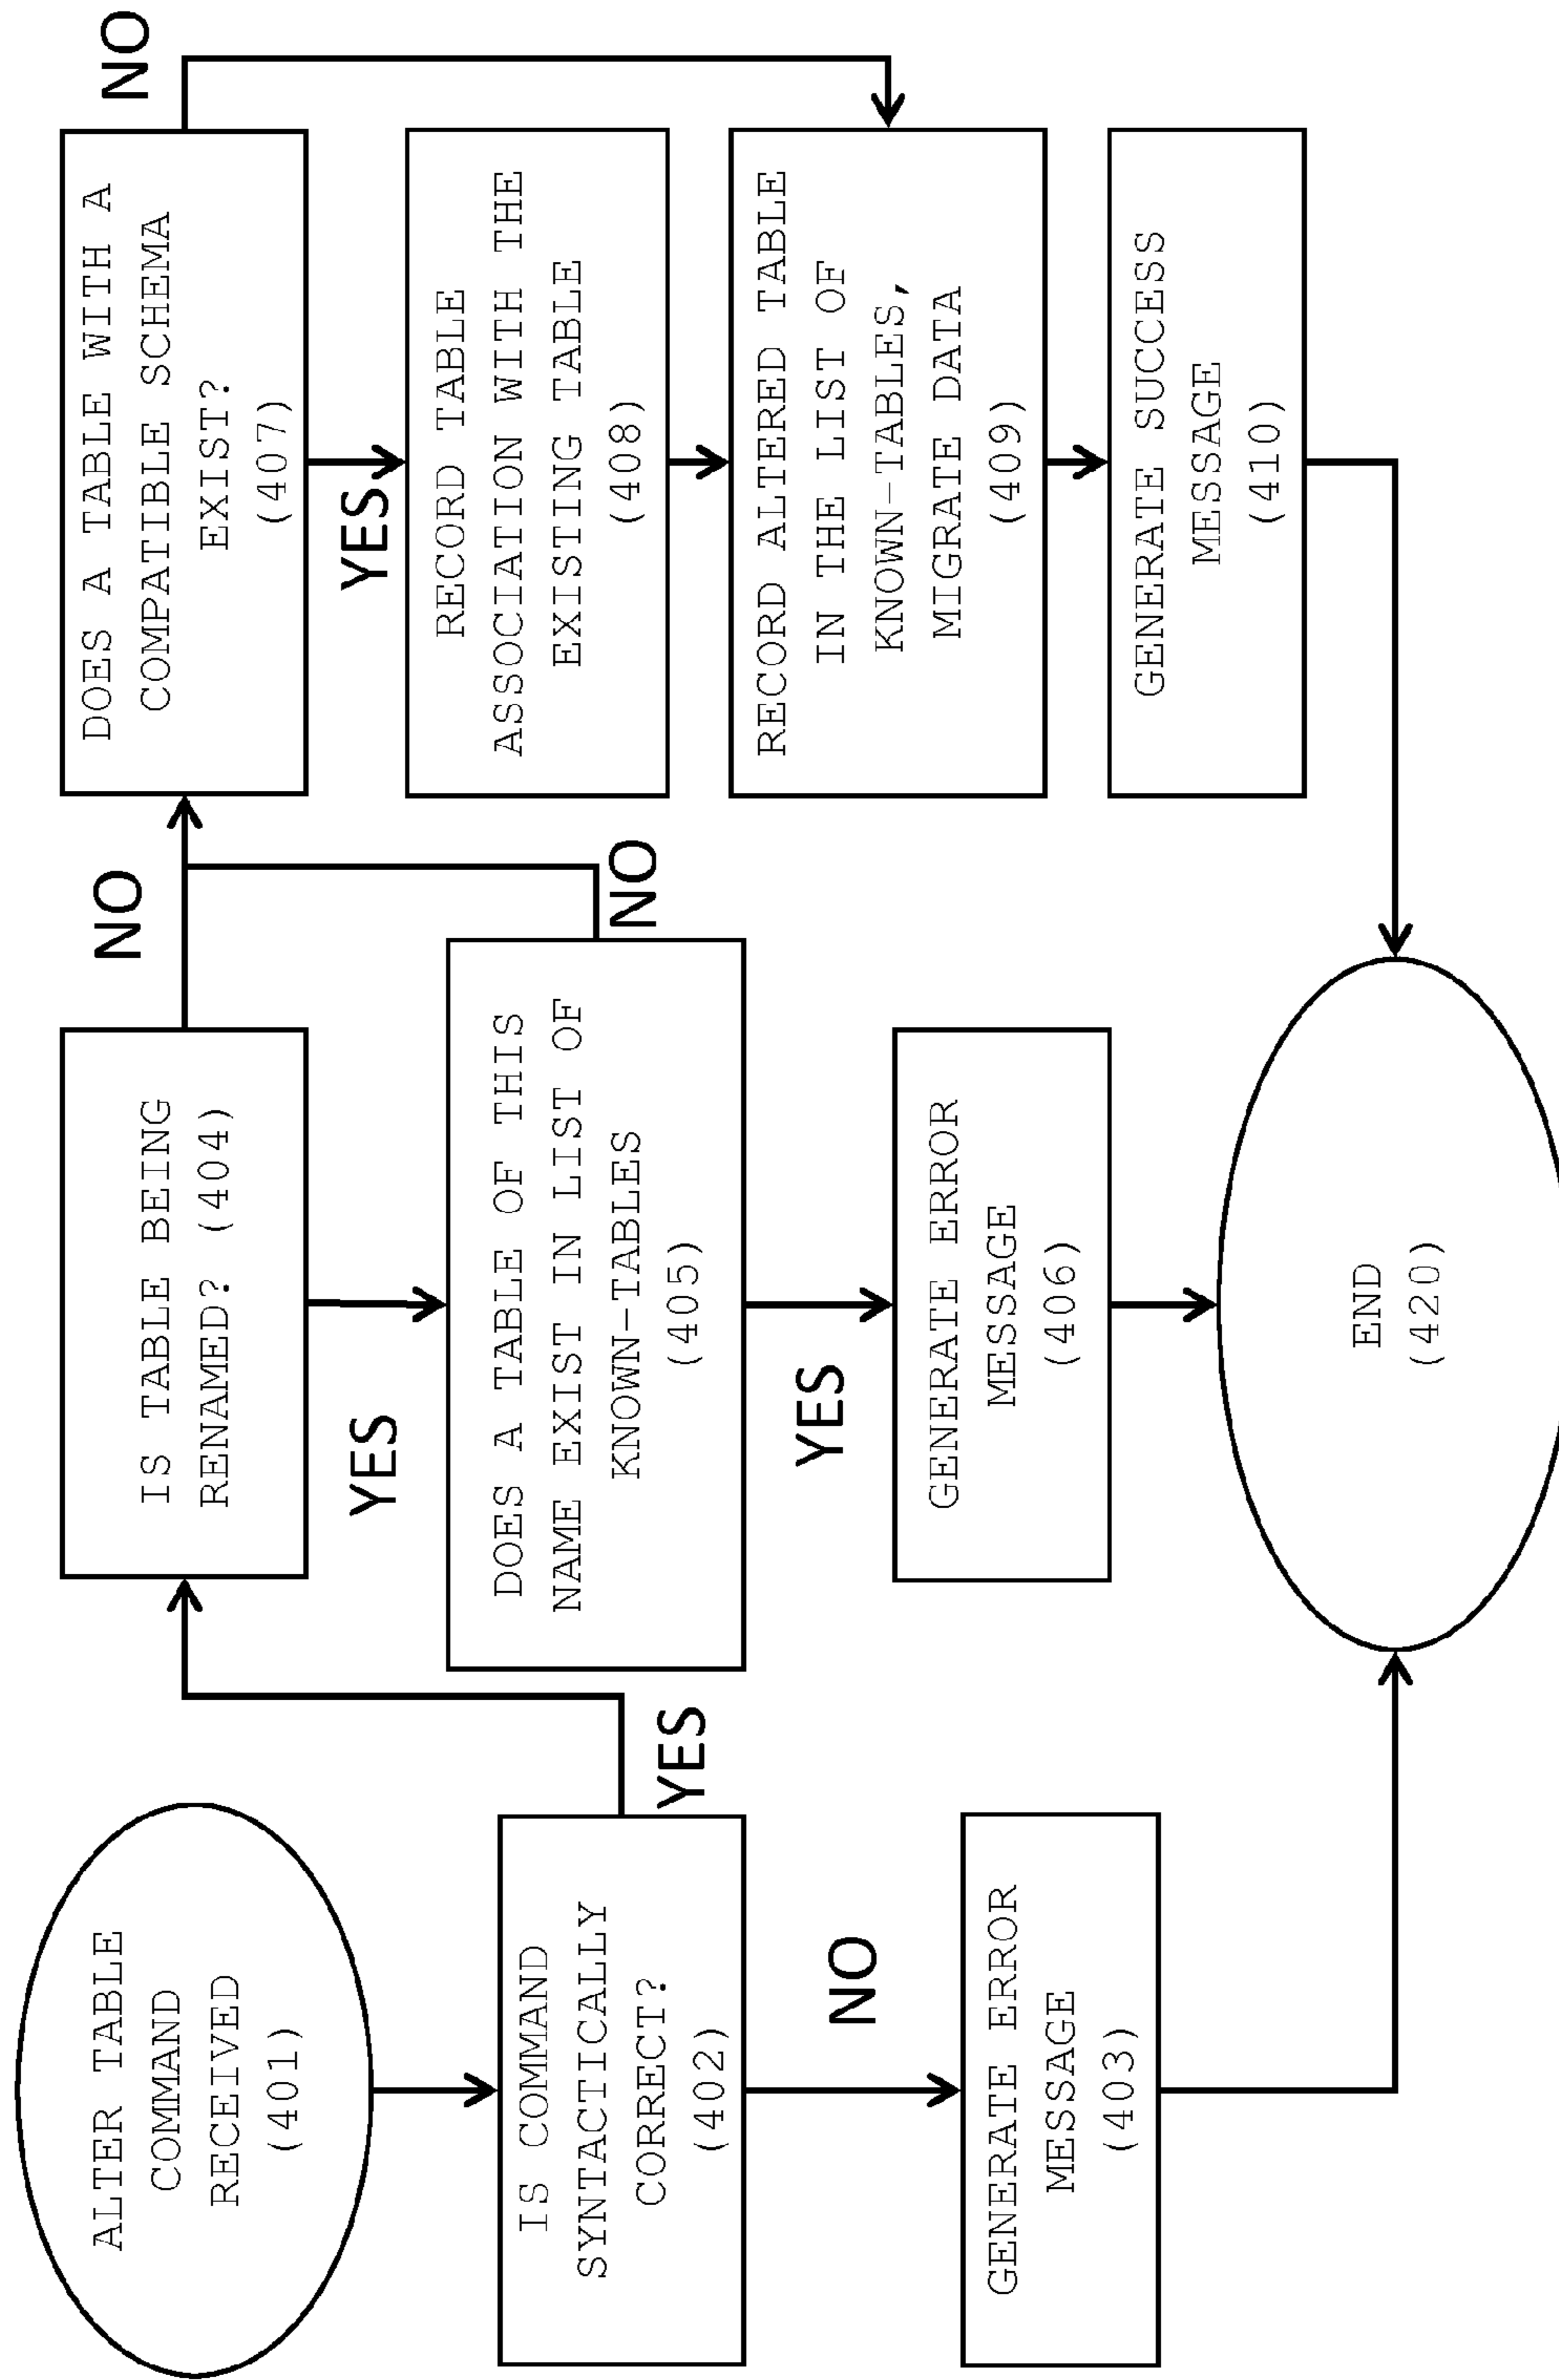 ALTER TABLE
COMMAND
RECEIVED
(401)
IS COMMAND
SYNTACTICALLY
CORRECT?
(402)
YES
NO
GENERATE ERROR
MESSAGE
(403)
IS TABLE BEING
RENAMED? (404)
NO
YES
DOES A TABLE OF THIS
NAME EXIST IN LIST OF
KNOWN-TABLES
(405)
NO
YES
GENERATE ERROR
MESSAGE
(406)
END
(420)
DOES A TABLE WITH A
COMPATIBLE SCHEMA
EXIST?
(407)
NO
YES
RECORD TABLE
ASSOCIATION WITH THE
EXISTING TABLE
(408)
RECORD ALTERED TABLE
IN THE LIST OF
KNOWN-TABLES,
MIGRATE DATA
(409)
GENERATE SUCCESS
MESSAGE
(410)